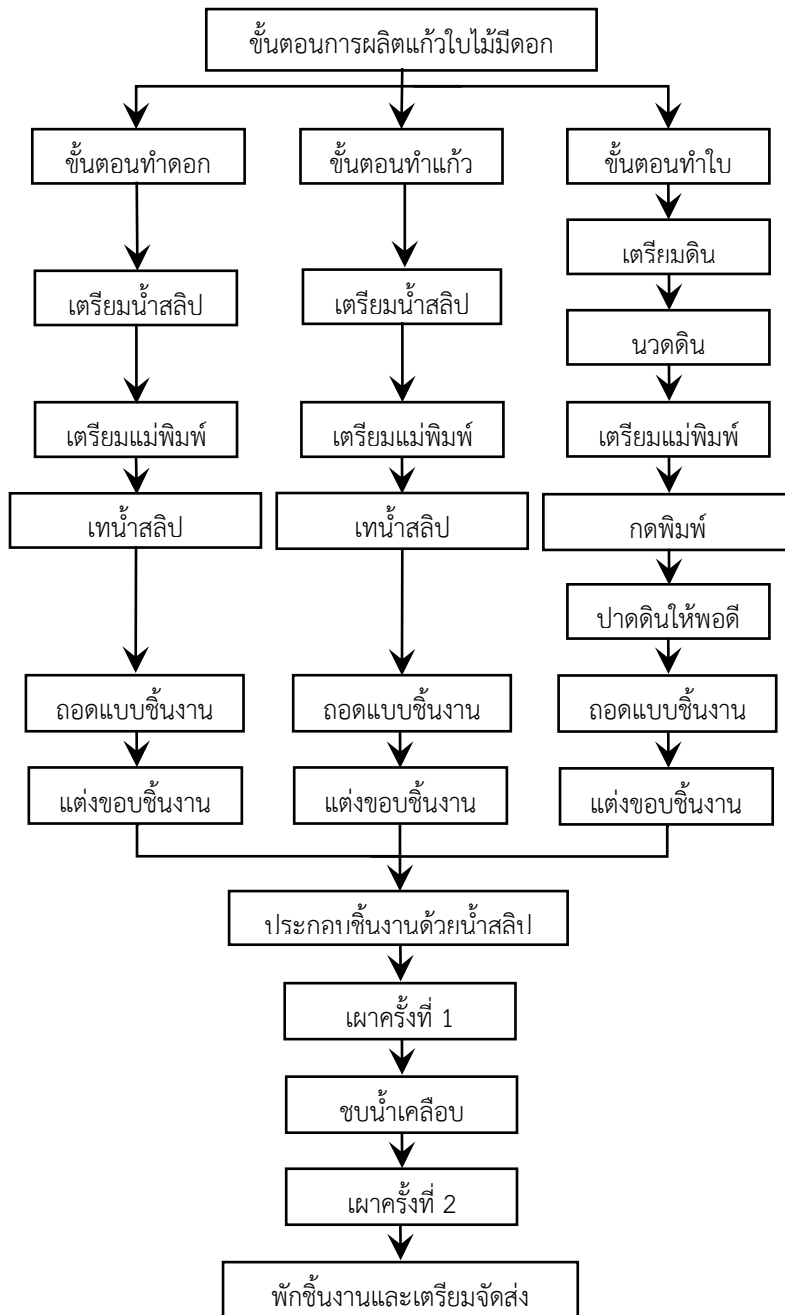 ขั้นตอนการผลิตแก้วใบไม้มีดอก
ขั้นตอนทำดอก
ขั้นตอนทำแก้ว
ขั้นตอนทำใบ
เตรียมดิน
เตรียมน้ำสลิป
เตรียมน้ำสลิป
นวดดิน
เตรียมแม่พิมพ์
เตรียมแม่พิมพ์
เตรียมแม่พิมพ์
เทน้ำสลิป
เทน้ำสลิป
กดพิมพ์
ปาดดินให้พอดี
ถอดแบบชิ้นงาน
ถอดแบบชิ้นงาน
ถอดแบบชิ้นงาน
แต่งขอบชิ้นงาน
แต่งขอบชิ้นงาน
แต่งขอบชิ้นงาน
ประกอบชิ้นงานด้วยน้ำสลิป
เผาครั้งที่ 1
ชบน้ำเคลือบ
เผาครั้งที่ 2
พักชิ้นงานและเตรียมจัดส่ง